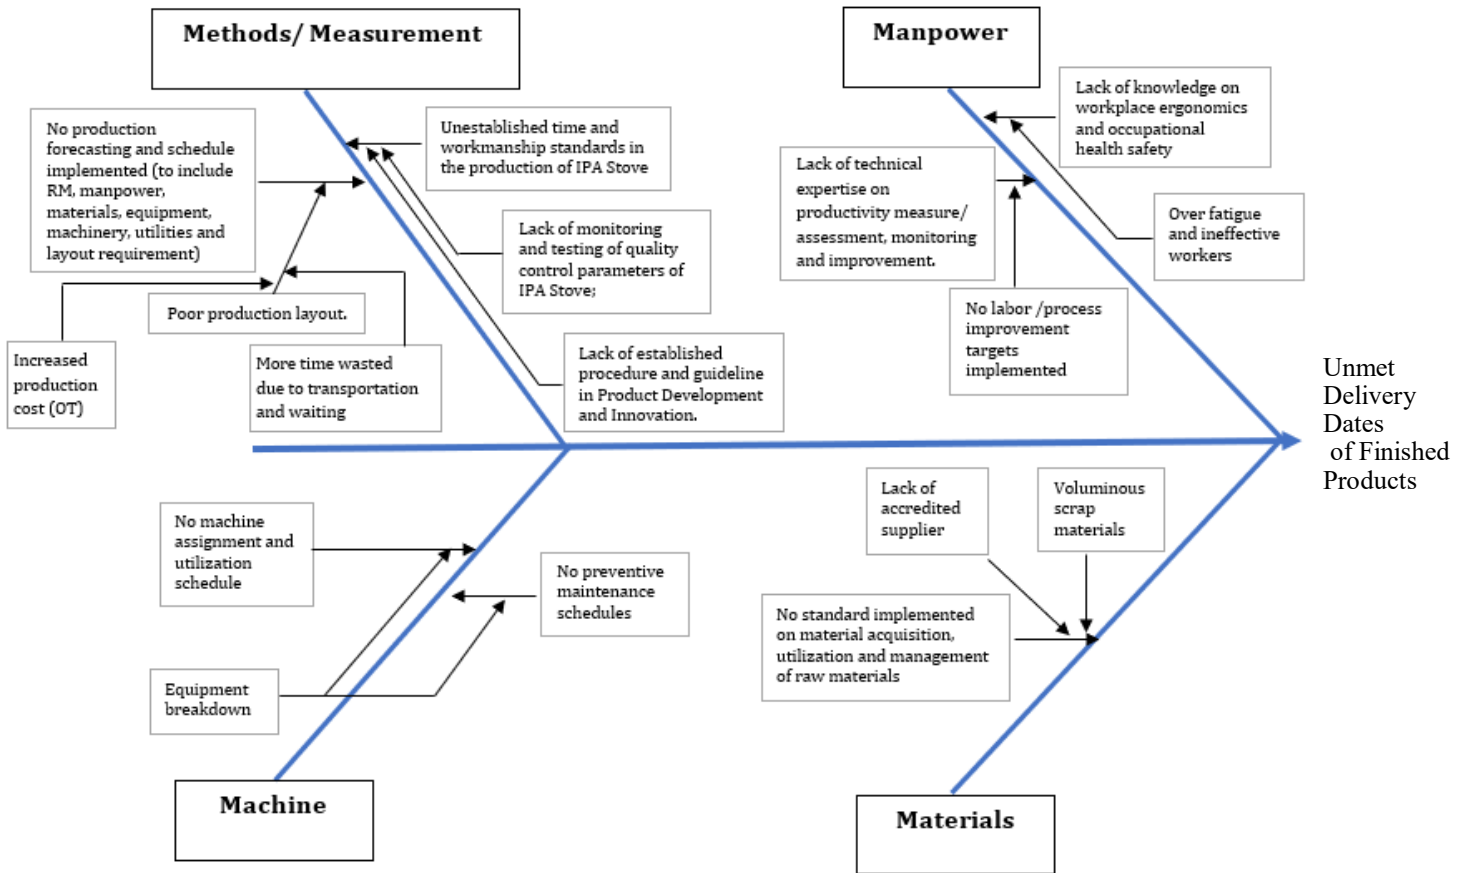 Methods/ Measurement
Manpower
No production
forecasting and schedule
implemented (to include
RM, manpower,
materials, equipment,
machinery, utilities and
layout requirement)
Unestablished time and
workmanship standards in
the production of IPA Stove
Lack of monitoring
and testing of quality
control parameters of
IPA Stove;
Poor production layout.
Increased
production
cost (OT)
More time wasted
due to transportation
and waiting
Lack of established
procedure and guideline
in Product Development
and Innovation.
Lack of knowledge on
workplace ergonomics
and occupational
health safety
Lack of technical
expertise on
productivity measure/
assessment, monitoring
and improvement.
Over fatigue
and ineffective
workers
No labor /process
improvement
targets
implemented
Unmet
Delivery
Dates
of Finished
Products
No machine
assignment and
utilization
schedule
No preventive
maintenance
schedules
Equipment
breakdown
Lack of
accredited
supplier
Voluminous
scrap
materials
No standard implemented
on material acquisition,
utilization and management
of raw materials
Machine
Materials